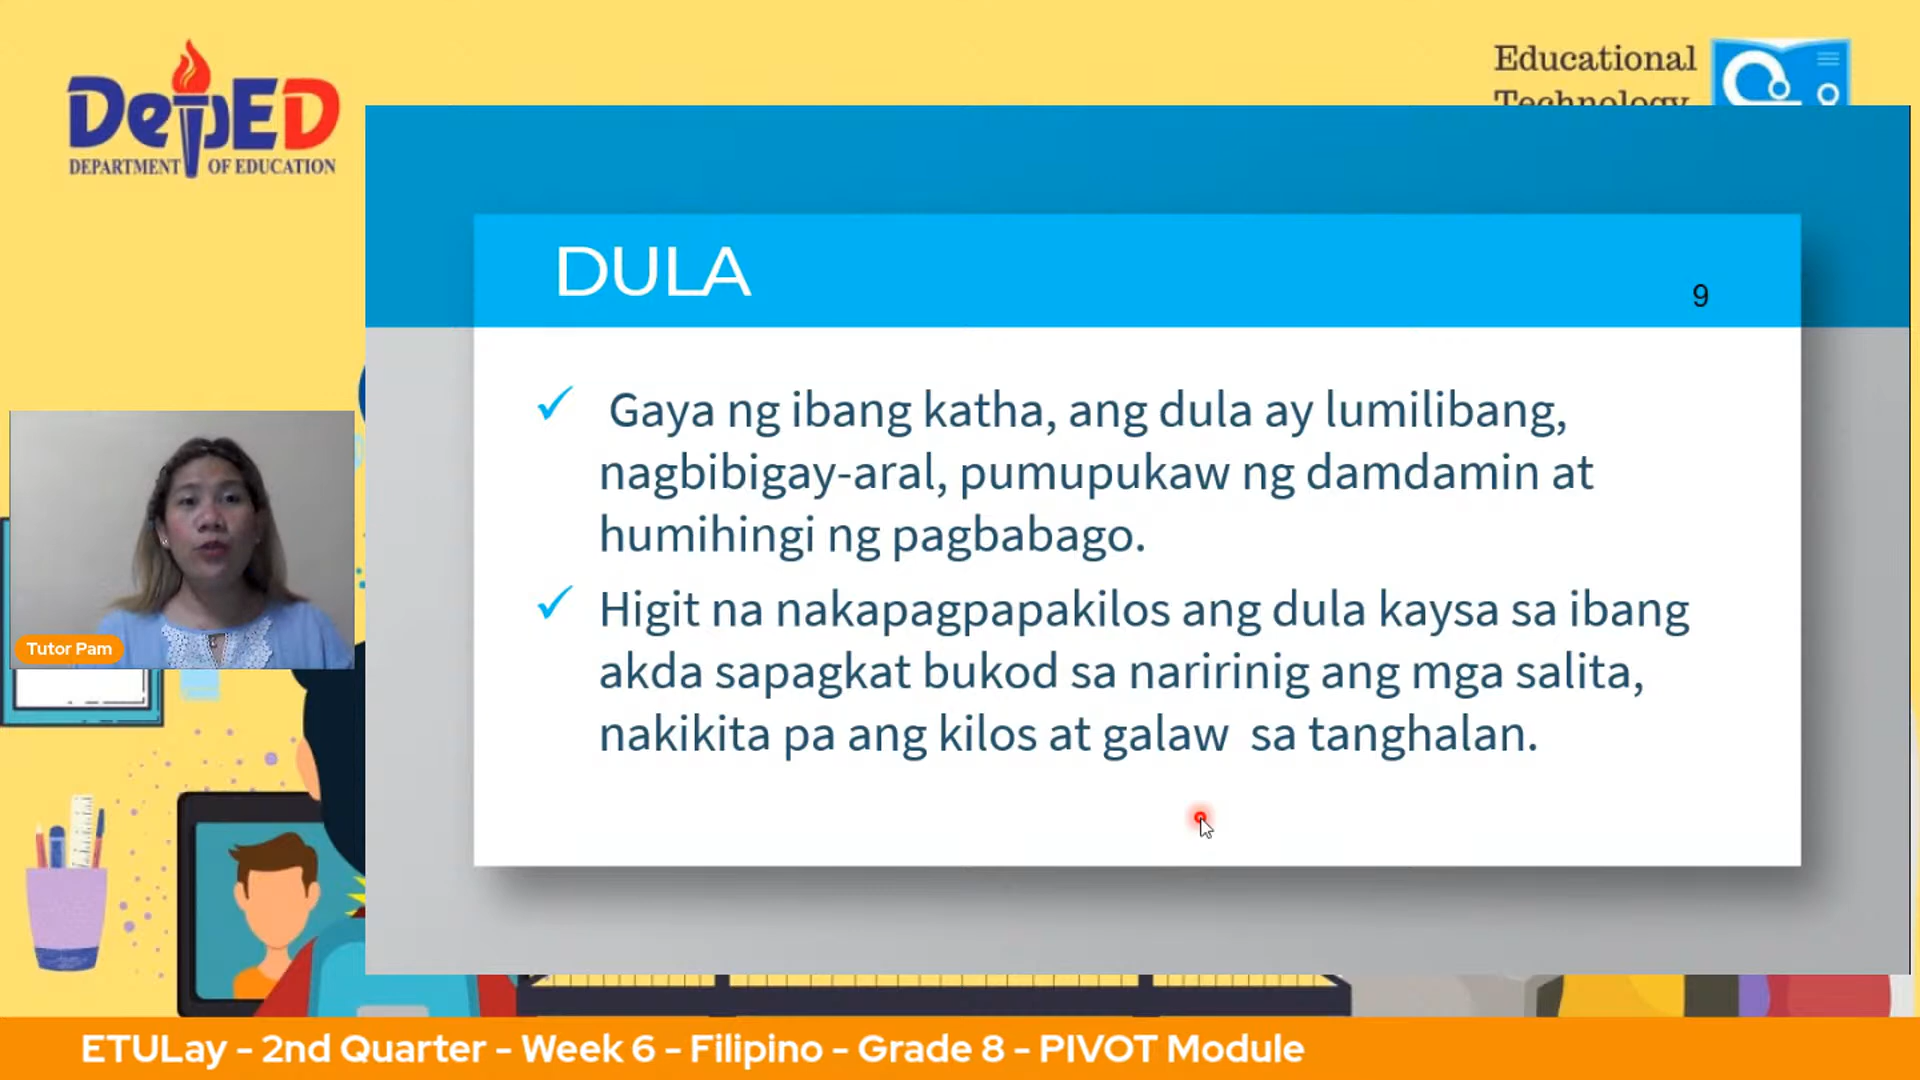 DepED
DEPARTMENT OF EDUCATION
Educational
Technology
DULA
9
Gaya ng ibang katha, ang dula ay lumilibang,
nagbibigay-aral, pumupukaw ng damdamin at
humihingi ng pagbabago.
Higit na nakapagpapakilos ang dula kaysa sa ibang
akda sapagkat bukod sa naririnig ang mga salita,
nakikita pa ang kilos at galaw sa tanghalan.
Tutor Pam
ETULay - 2nd Quarter - Week 6 - Filipino - Grade 8 - PIVOT Module